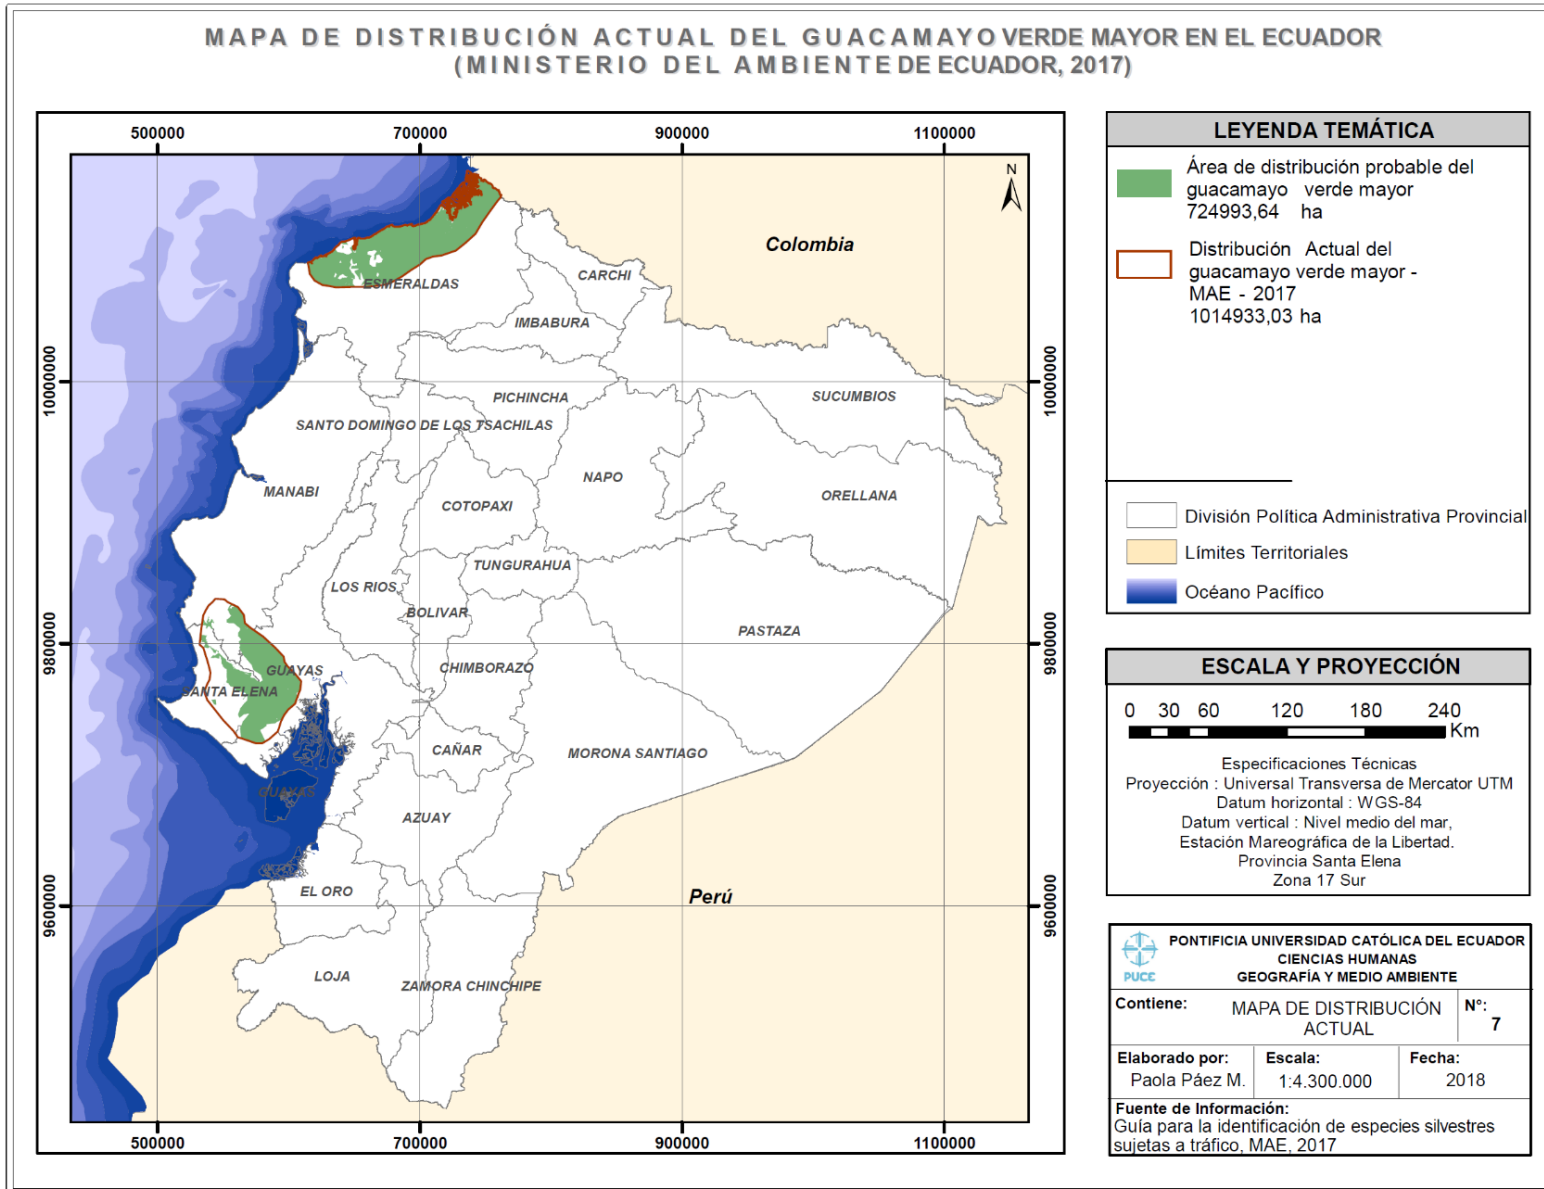 MAPA DE DISTRIBUCIÓN ACTUAL DEL GUACAMAYO VERDE MAYOR EN EL ECUADOR
(MINISTERIO DEL AMBIENTE DE ECUADOR, 2017)
500000 700000 900000 1100000
N
Colombia
CARCHI
ESMERALDAS
IMBABURA
10000000 10000000
PICHINCHA
SUCUMBIOS
SANTO DOMINGO DE LOS TSACHILAS
NAPO
MANABI
ORELLANA
COTOPAXI
TUNGURAHUA
LOS RIOS
BOLIVAR
PASTAZA
9800000 9800000
CHIMBORAZO
GUAYAS
SANTA ELENA
CAÑAR
MORONA SANTIAGO
GUAYAS
AZUAY
EL ORO
Perú
9600000 9600000
LOJA
ZAMORA CHINCHIPE
500000 700000 900000 1100000
LEYENDA TEMÁTICA
Área de distribución probable del
guacamayo verde mayor
724993,64 ha
Distribución Actual del
guacamayo verde mayor -
MAE - 2017
1014933,03 ha
División Política Administrativa Provincial
Límites Territoriales
Océano Pacífico
ESCALA Y PROYECCIÓN
0 30 60 120 180 240
Km
Especificaciones Técnicas
Proyección : Universal Transversa de Mercator UTM
Datum horizontal : WGS-84
Datum vertical : Nivel medio del mar,
Estación Mareográfica de la Libertad.
Provincia Santa Elena
Zona 17 Sur
PUCE
PONTIFICIA UNIVERSIDAD CATÓLICA DEL ECUADOR
CIENCIAS HUMANAS
GEOGRAFÍA Y MEDIO AMBIENTE
Contiene: MAPA DE DISTRIBUCIÓN
ACTUAL
N°:
7
Elaborado por:
Paola Páez M.
Escala:
1:4.300.000
Fecha:
2018
Fuente de Información:
Guía para la identificación de especies silvestres
sujetas a tráfico, MAE, 2017